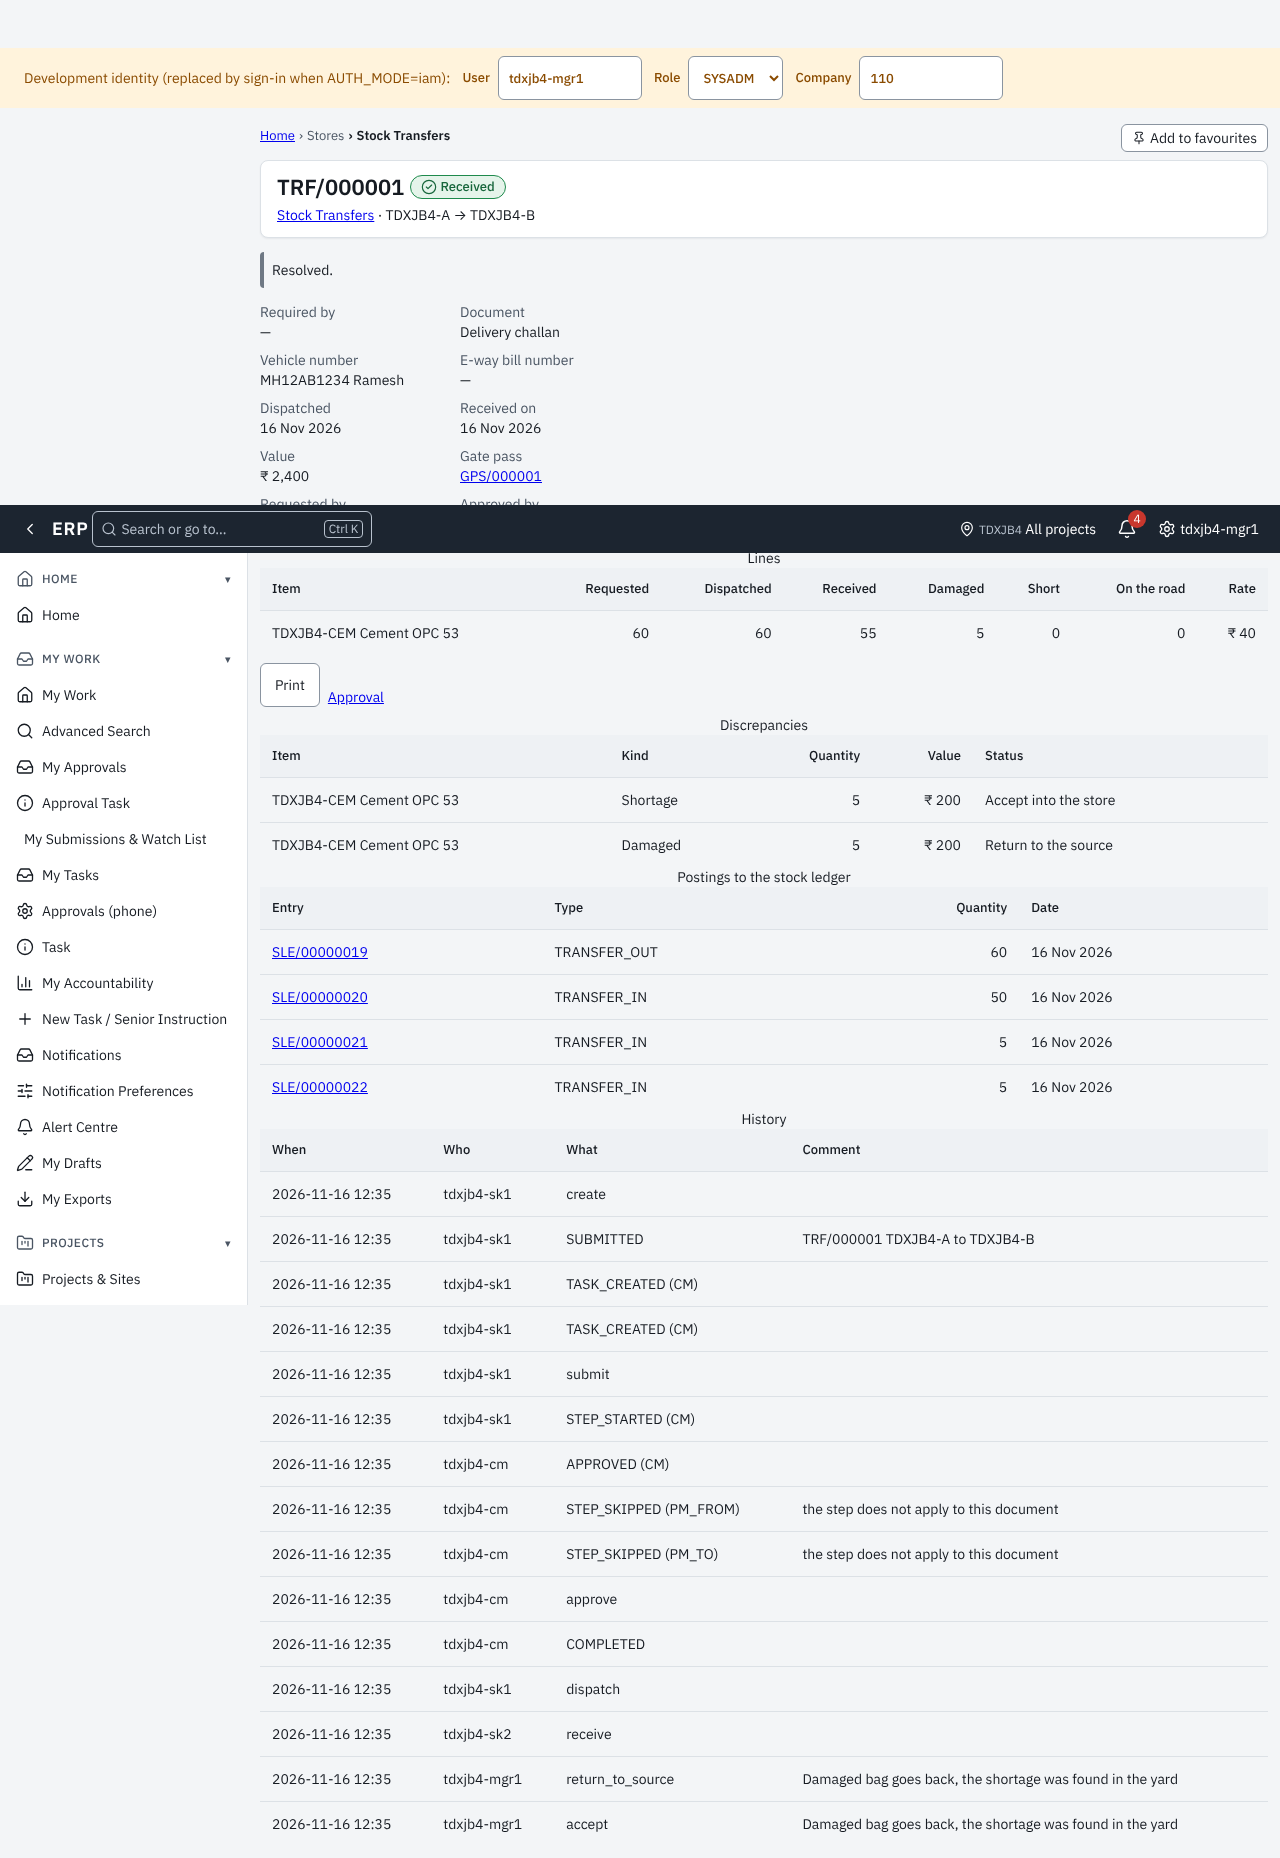 Development identity (replaced by sign-in when AUTH_MODE=iam): User tdxjb4-mgr1 Role SYSADM Company 110
Home › Stores › Stock Transfers
Add to favourites
TRF/000001 Received
Stock Transfers · TDXJB4-A → TDXJB4-B
Resolved.
Required by Document
— Delivery challan
Vehicle number E-way bill number
MH12AB1234 Ramesh —
Dispatched Received on
16 Nov 2026 16 Nov 2026
Value Gate pass
₹ 2,400 GPS/000001
Requested by Approved by
ERP Search or go to... Ctrl K TDXJB4 All projects 4 tdxjb4-mgr1
HOME
Home
MY WORK
My Work
Advanced Search
My Approvals
Approval Task
My Submissions & Watch List
My Tasks
Approvals (phone)
Task
My Accountability
New Task / Senior Instruction
Notifications
Notification Preferences
Alert Centre
My Drafts
My Exports
PROJECTS
Projects & Sites
Lines
Item Requested Dispatched Received Damaged Short On the road Rate
TDXJB4-CEM Cement OPC 53 60 60 55 5 0 0 ₹ 40
Print Approval
Discrepancies
Item Kind Quantity Value Status
TDXJB4-CEM Cement OPC 53 Shortage 5 ₹ 200 Accept into the store
TDXJB4-CEM Cement OPC 53 Damaged 5 ₹ 200 Return to the source
Postings to the stock ledger
Entry Type Quantity Date
SLE/00000019 TRANSFER_OUT 60 16 Nov 2026
SLE/00000020 TRANSFER_IN 50 16 Nov 2026
SLE/00000021 TRANSFER_IN 5 16 Nov 2026
SLE/00000022 TRANSFER_IN 5 16 Nov 2026
History
When Who What Comment
2026-11-16 12:35 tdxjb4-sk1 create
2026-11-16 12:35 tdxjb4-sk1 SUBMITTED TRF/000001 TDXJB4-A to TDXJB4-B
2026-11-16 12:35 tdxjb4-sk1 TASK_CREATED (CM)
2026-11-16 12:35 tdxjb4-sk1 TASK_CREATED (CM)
2026-11-16 12:35 tdxjb4-sk1 submit
2026-11-16 12:35 tdxjb4-sk1 STEP_STARTED (CM)
2026-11-16 12:35 tdxjb4-cm APPROVED (CM)
2026-11-16 12:35 tdxjb4-cm STEP_SKIPPED (PM_FROM) the step does not apply to this document
2026-11-16 12:35 tdxjb4-cm STEP_SKIPPED (PM_TO) the step does not apply to this document
2026-11-16 12:35 tdxjb4-cm approve
2026-11-16 12:35 tdxjb4-cm COMPLETED
2026-11-16 12:35 tdxjb4-sk1 dispatch
2026-11-16 12:35 tdxjb4-sk2 receive
2026-11-16 12:35 tdxjb4-mgr1 return_to_source Damaged bag goes back, the shortage was found in the yard
2026-11-16 12:35 tdxjb4-mgr1 accept Damaged bag goes back, the shortage was found in the yard